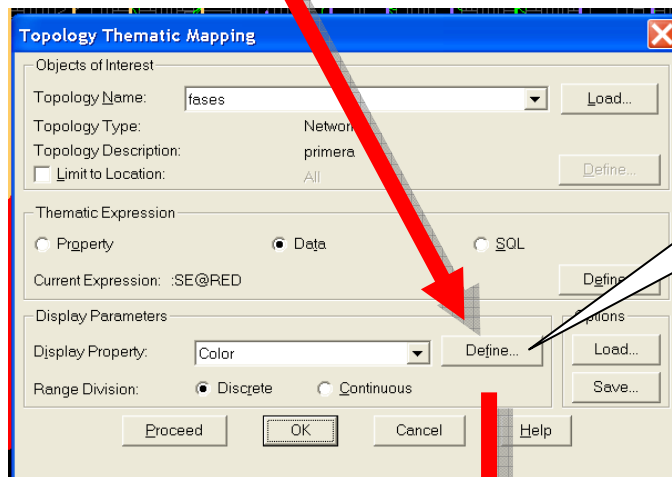 Topology Thematic Mapping
Objects of Interest
Topology Name: fases Load...
Topology Type: Networ
Topology Description: primera
Limit to Location: All Define...
Thematic Expression
Property Data SQL
Current Expression: :SE@RED Define
Display Parameters Options
Display Property: Color Define... Load...
Range Division: Discrete Continuous Save...
Proceed OK Cancel Help